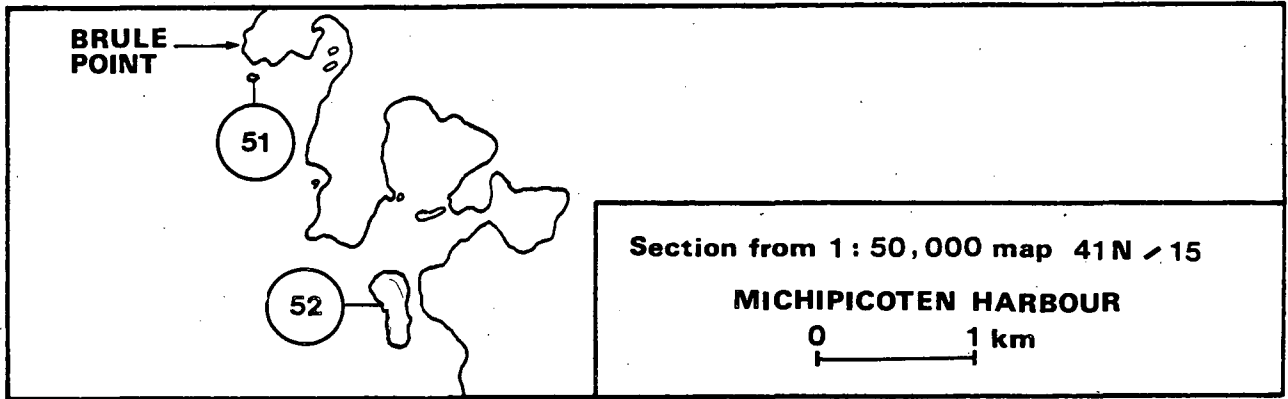 BRULE
POINT
51
52
Section from 1:50,000 map 41N/15
MICHIPICOTEN HARBOUR
0 1 km